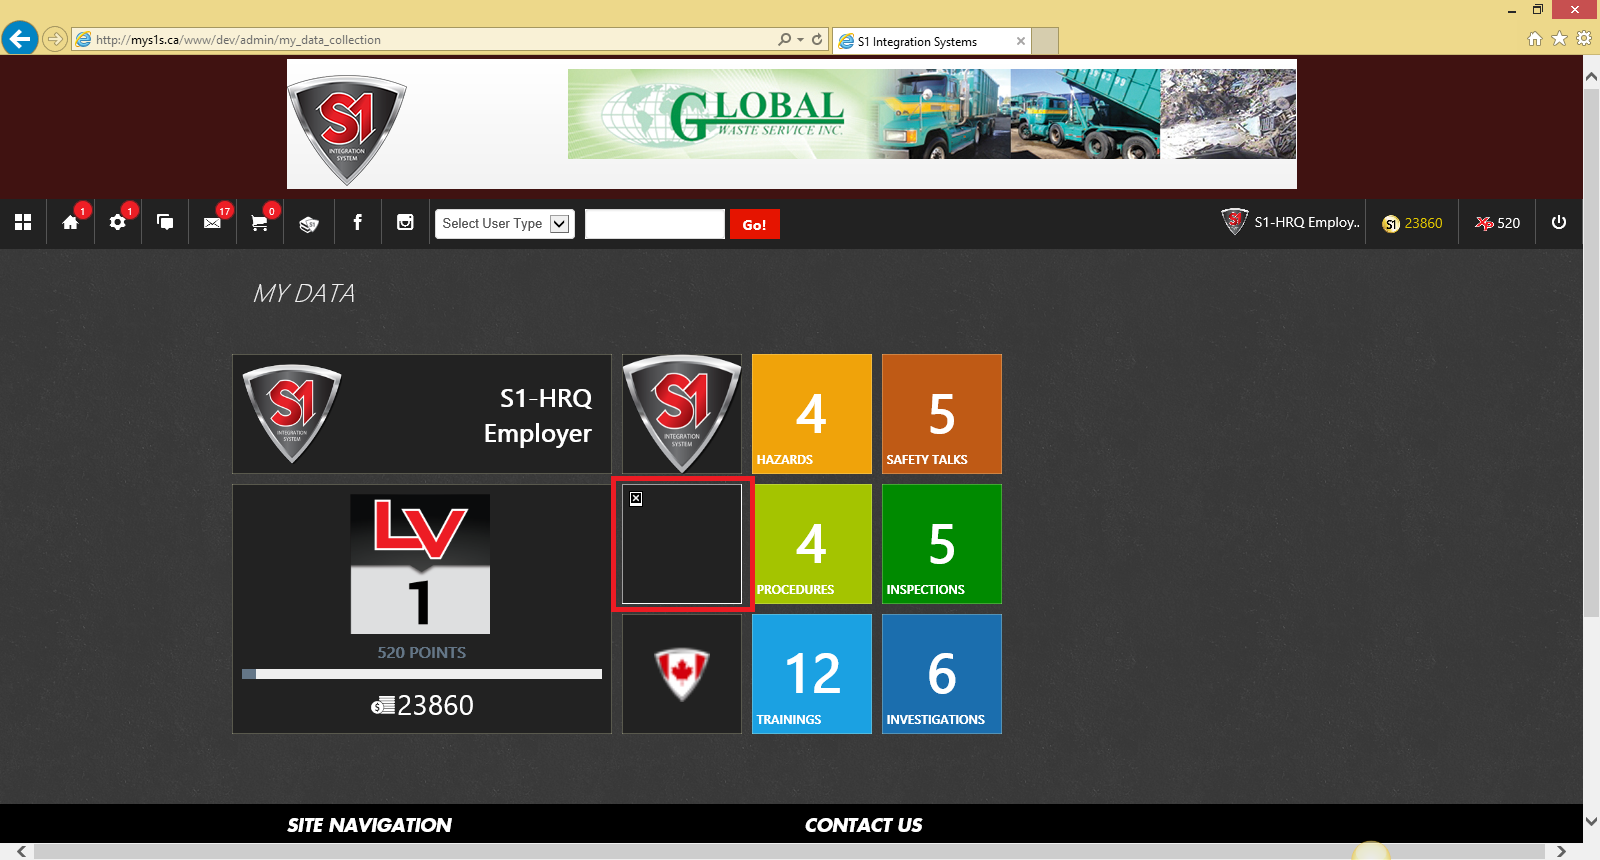 http://mys1s.ca/www/dev/admin/my_data_collection
S1 Integration Systems
S1
INTEGRATION
SYSTEM
GLOBAL
WASTE SERVICE INC.
1
1
17
0
Select User Type
Go!
S1-HRQ Employ..
S1
23860
Xp
520
MY DATA
S1
INTEGRATION
SYSTEM
S1-HRQ
Employer
S1
INTEGRATION
SYSTEM
4
HAZARDS
5
SAFETY TALKS
LV
1
520 POINTS
23860
4
PROCEDURES
5
INSPECTIONS
12
TRAININGS
6
INVESTIGATIONS
SITE NAVIGATION
CONTACT US